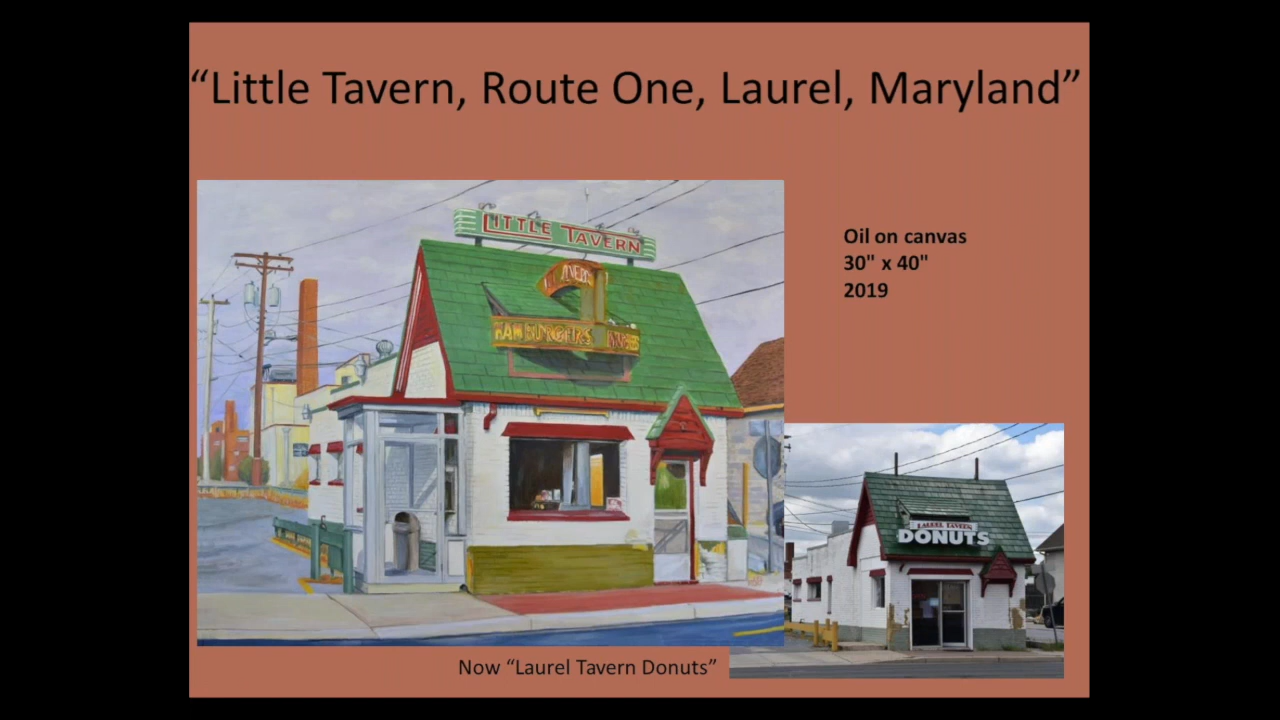 “Little Tavern, Route One, Laurel, Maryland”
LITTLE TAVERN
Oil on canvas
30" x 40"
2019
LAUREL TAVERN
DONUTS
Now “Laurel Tavern Donuts”